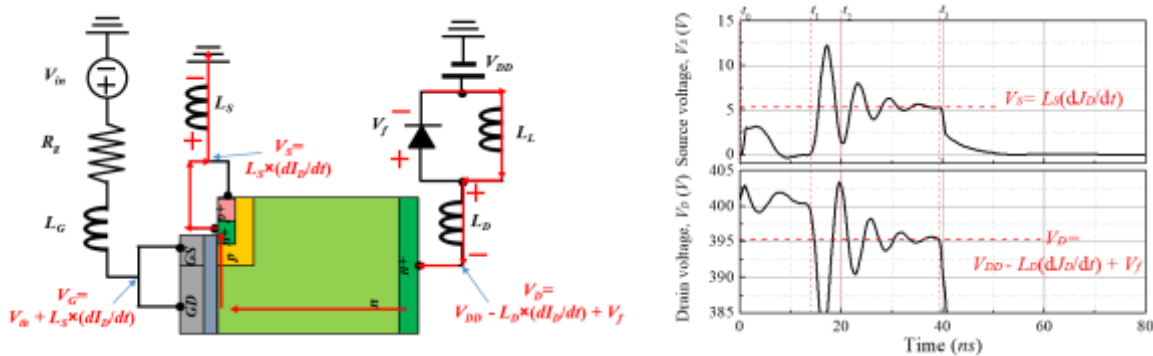 V_in
R_g
L_G
V_G=
V_in + L_S×(dI_D/dt)
L_S
V_S=
L_S×(dI_D/dt)
GS
GD
p+
n+
p
n
n+
V_DD
V_f
L_L
L_D
V_D=
V_DD - L_D×(dI_D/dt) + V_f
t_0
t_1
t_2
t_3
Source voltage, V_S (V)
15
10
5
0
V_S= L_S(dJ_D/dt)
Drain voltage, V_D (V)
405
400
395
390
385
V_D=
V_DD - L_D(dJ_D/dt) + V_f
0
20
40
60
80
Time (ns)